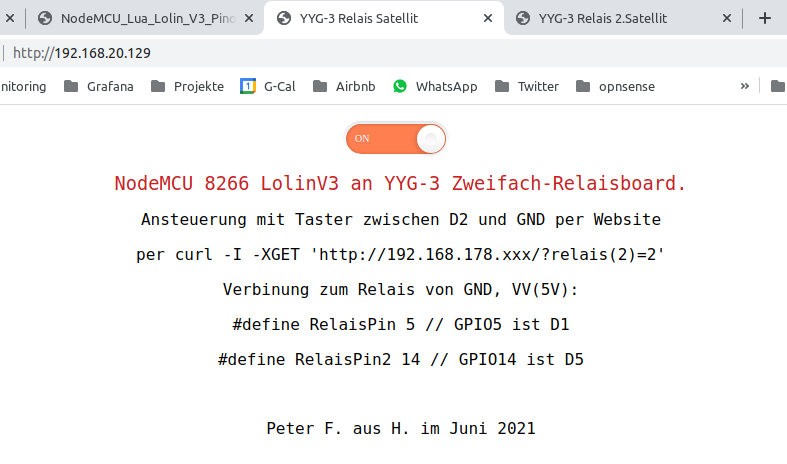 NodeMCU_Lua_Lolin_V3_Pino
YYG-3 Relais Satellit
YYG-3 Relais 2.Satellit
http://192.168.20.129
nitoring
Grafana
Projekte
1
G-Cal
Airbnb
WhatsApp
Twitter
opnsense
»
ON
NodeMCU 8266 LolinV3 an YYG-3 Zweifach-Relaisboard.
Ansteuerung mit Taster zwischen D2 und GND per Website
per curl -I -XGET 'http://192.168.178.xxx/?relais(2)=2'
Verbinung zum Relais von GND, VV(5V):
#define RelaisPin 5 // GPIO5 ist D1
#define RelaisPin2 14 // GPIO14 ist D5
Peter F. aus H. im Juni 2021